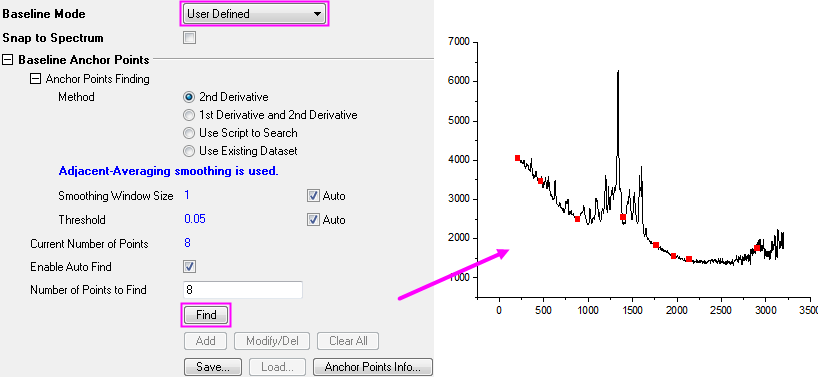 Baseline Mode User Defined
Snap to Spectrum
Baseline Anchor Points
Anchor Points Finding
Method 2nd Derivative
1st Derivative and 2nd Derivative
Use Script to Search
Use Existing Dataset
Adjacent-Averaging smoothing is used.
Smoothing Window Size 1 Auto
Threshold 0.05 Auto
Current Number of Points 8
Enable Auto Find
Number of Points to Find 8
Find
Add Modify/Del Clear All
Save... Load... Anchor Points Info...
7000
6000
5000
4000
3000
2000
1000
0 500 1000 1500 2000 2500 3000 3500